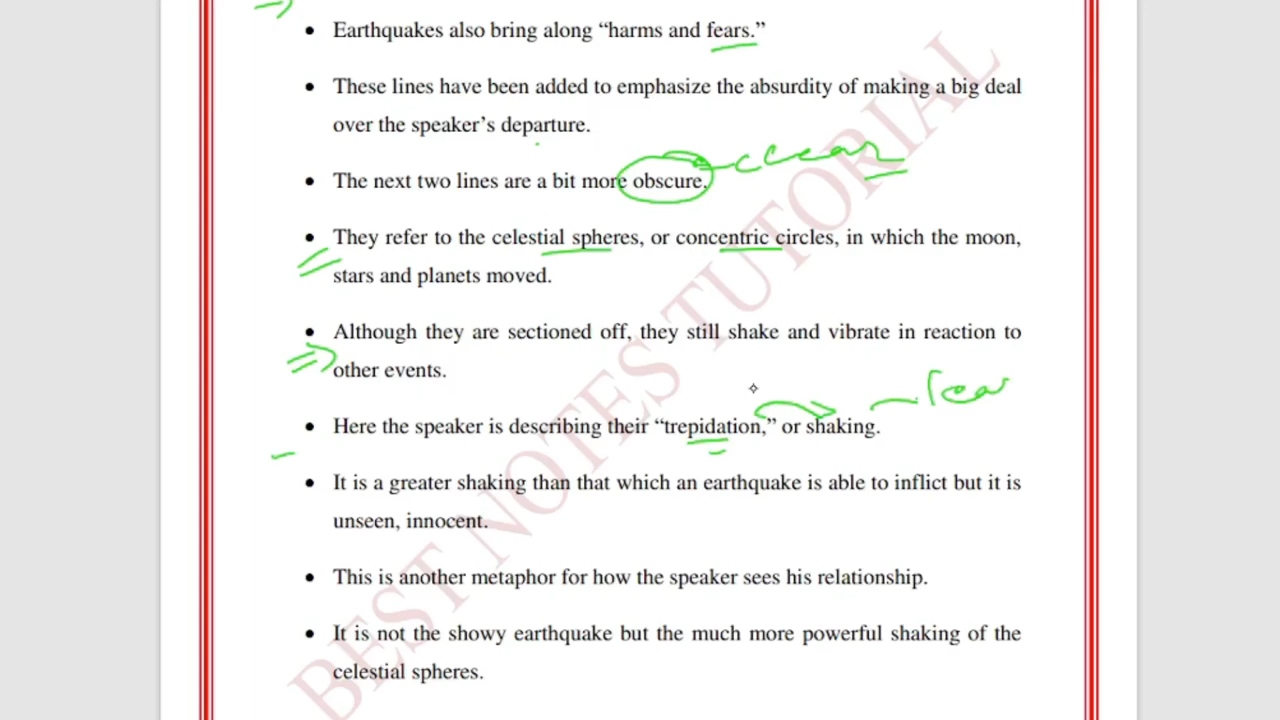 • Earthquakes also bring along “harms and fears.”
• These lines have been added to emphasize the absurdity of making a big deal
over the speaker’s departure.
clear
• The next two lines are a bit more obscure.
• They refer to the celestial spheres, or concentric circles, in which the moon,
stars and planets moved.
• Although they are sectioned off, they still shake and vibrate in reaction to
other events.
fear
• Here the speaker is describing their “trepidation,” or shaking.
• It is a greater shaking than that which an earthquake is able to inflict but it is
unseen, innocent.
• This is another metaphor for how the speaker sees his relationship.
• It is not the showy earthquake but the much more powerful shaking of the
celestial spheres.
BEST NOTES TUTORIAL